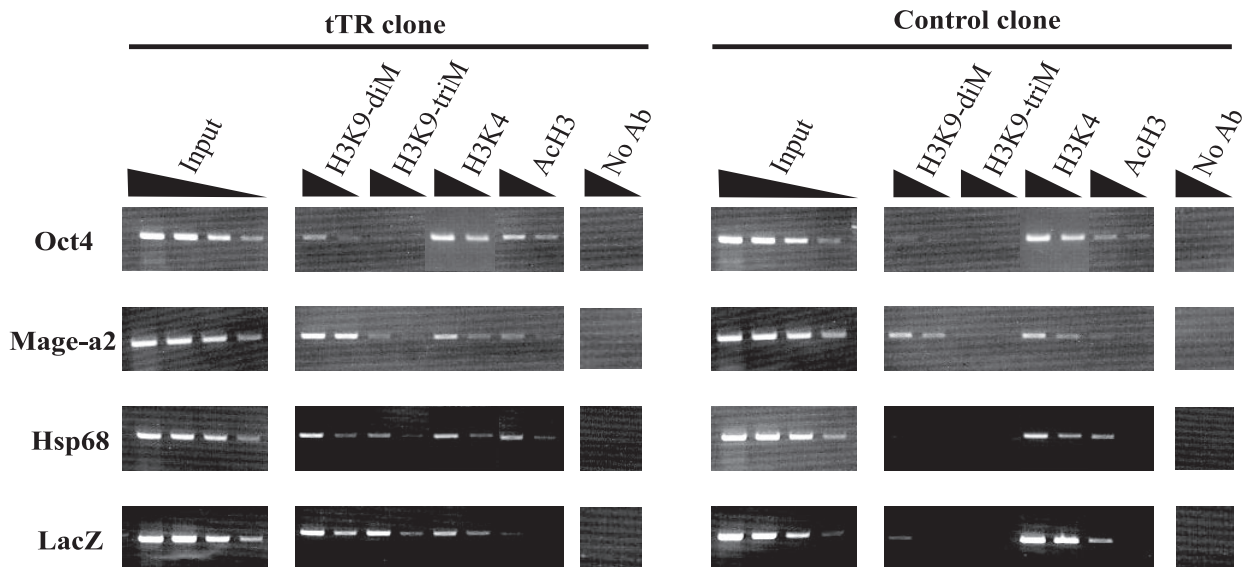 tTR clone Control clone
Input H3K9-diM H3K9-triM H3K4 AcH3 No Ab Input H3K9-diM H3K9-triM H3K4 AcH3 No Ab
Oct4
Mage-a2
Hsp68
LacZ